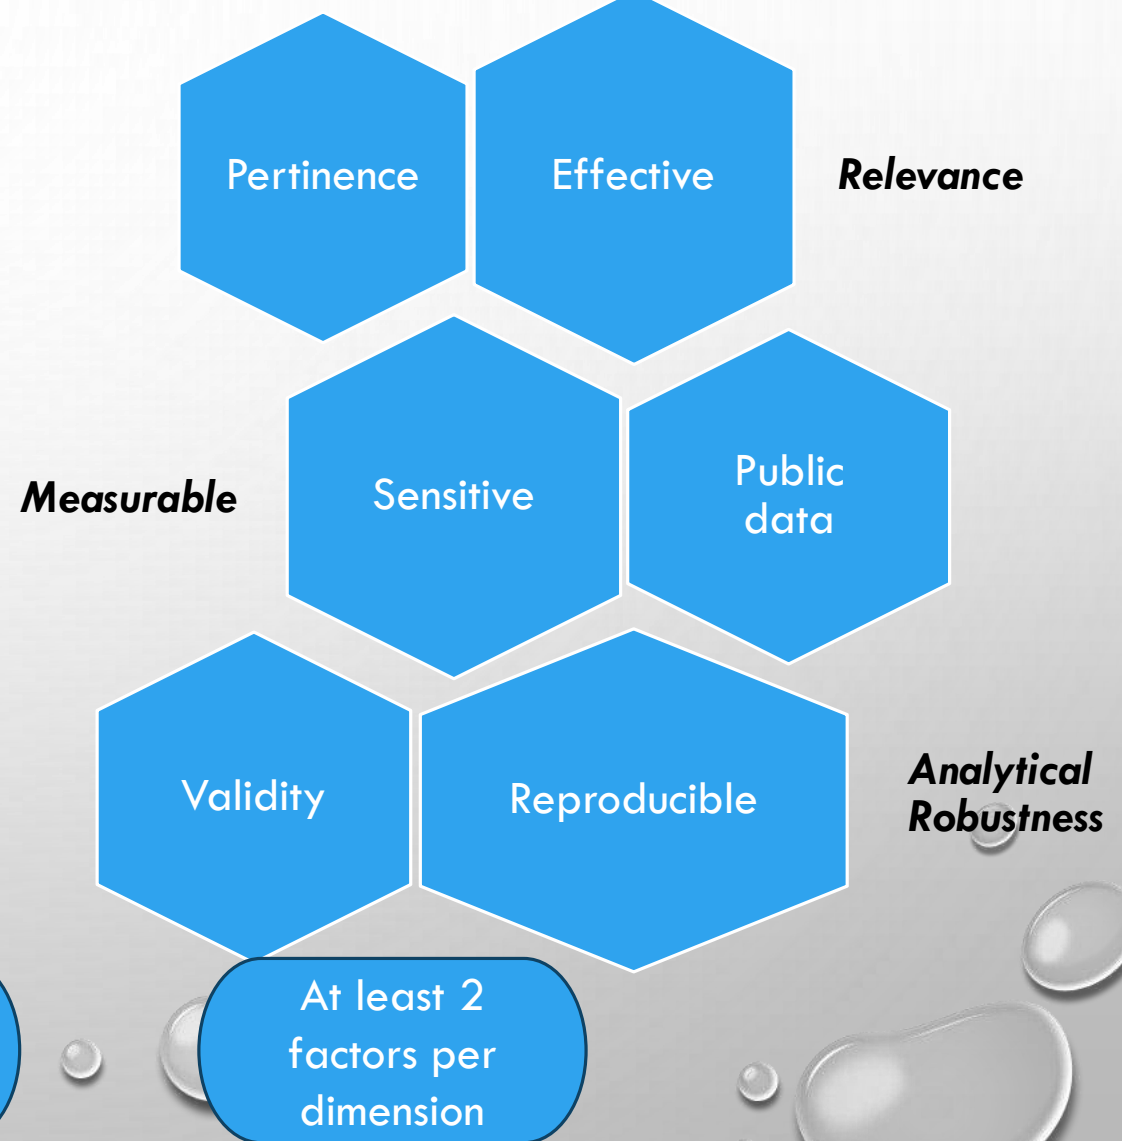 Pertinence
Effective
Relevance
Measurable
Sensitive
Public
data
Validity
Reproducible
Analytical
Robustness
At least 2
factors per
dimension